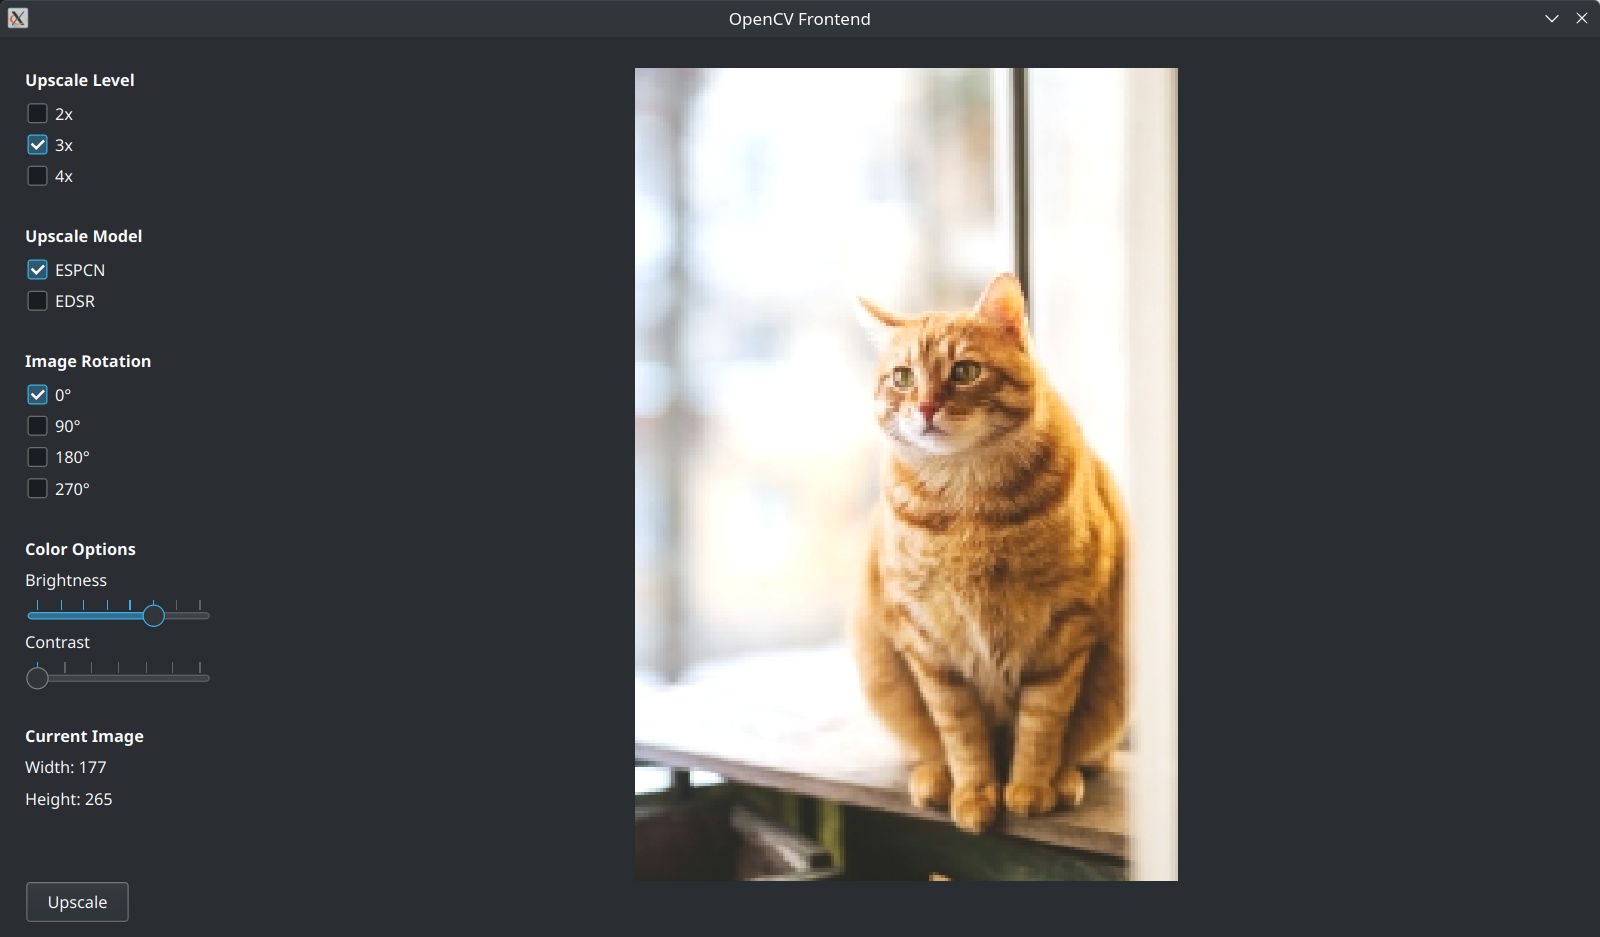 OpenCV Frontend
Upscale Level
2x
3x
4x
Upscale Model
ESPCN
EDSR
Image Rotation
0°
90°
180°
270°
Color Options
Brightness
Contrast
Current Image
Width: 177
Height: 265
Upscale